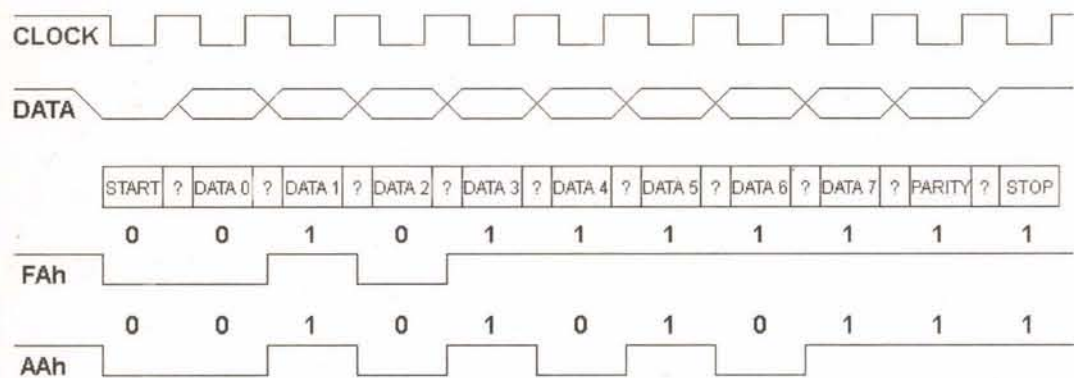 CLOCK
DATA
START ? DATA 0 ? DATA 1 ? DATA 2 ? DATA 3 ? DATA 4 ? DATA 5 ? DATA 6 ? DATA 7 ? PARITY ? STOP
0 0 1 0 1 1 1 1 1 1 1
FAh
0 0 1 0 1 0 1 0 1 1 1
AAh